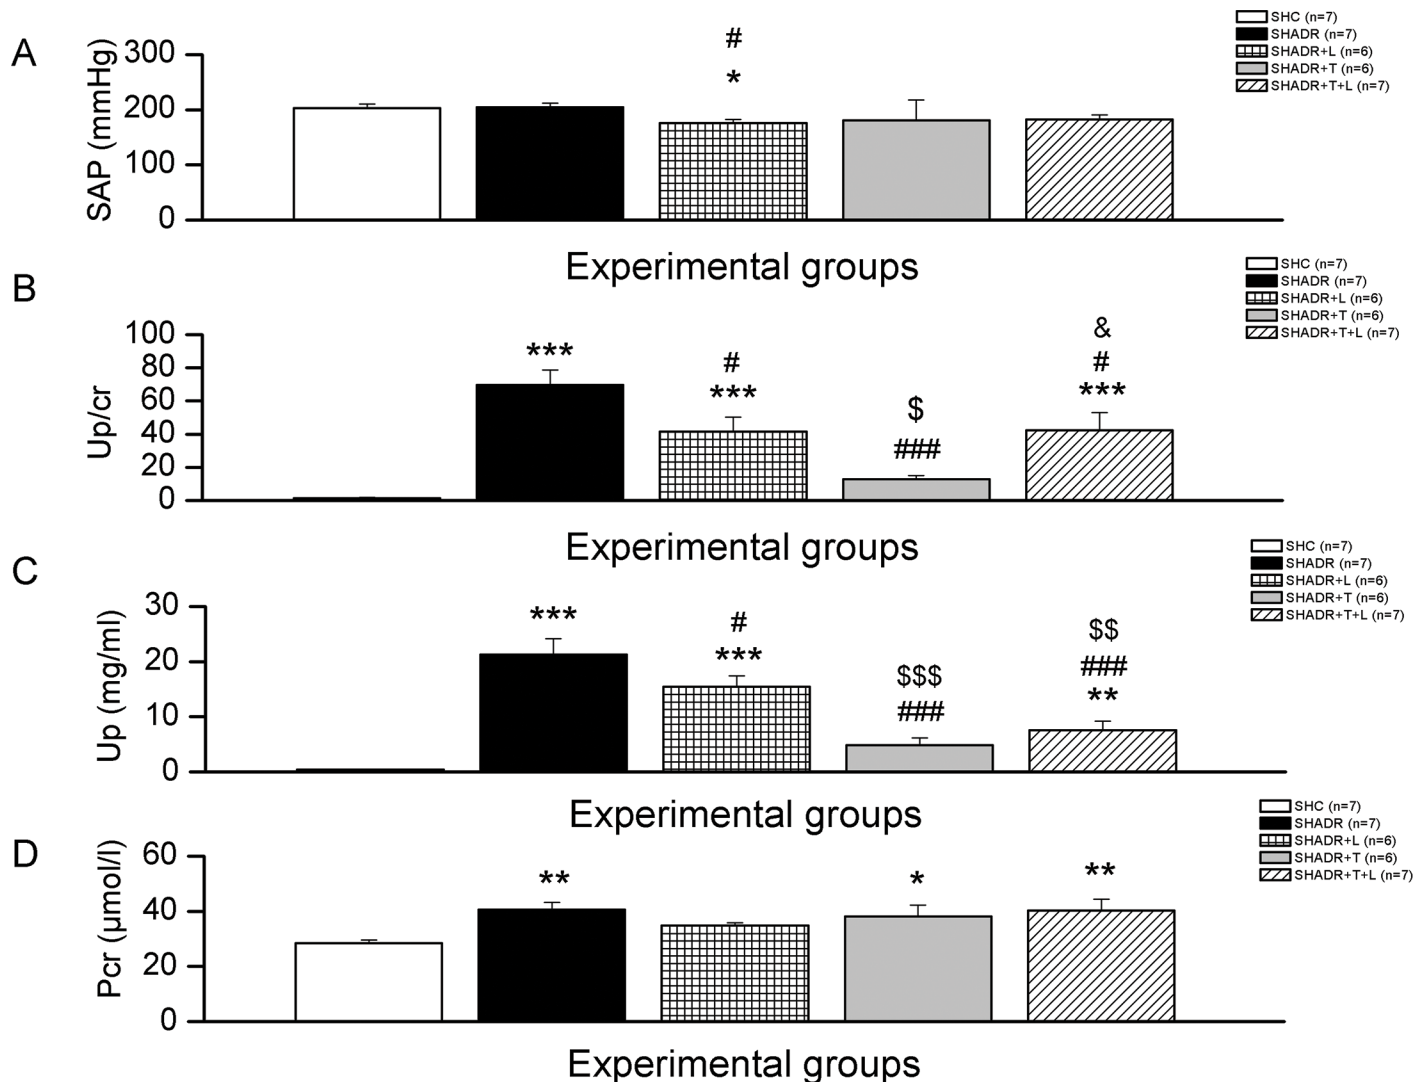 A
SAP (mmHg)
300
200
100
0
#
*
SHC (n=7)
SHADR (n=7)
SHADR+L (n=6)
SHADR+T (n=6)
SHADR+T+L (n=7)
Experimental groups
B
Up/cr
100
80
60
40
20
0
***
#
***
$
###
&
#
***
SHC (n=7)
SHADR (n=7)
SHADR+L (n=6)
SHADR+T (n=6)
SHADR+T+L (n=7)
Experimental groups
C
Up (mg/ml)
30
20
10
0
***
#
***
$$$
###
$$
###
**
SHC (n=7)
SHADR (n=7)
SHADR+L (n=6)
SHADR+T (n=6)
SHADR+T+L (n=7)
Experimental groups
D
Pcr (μmol/l)
60
40
20
0
**
*
**
SHC (n=7)
SHADR (n=7)
SHADR+L (n=6)
SHADR+T (n=6)
SHADR+T+L (n=7)
Experimental groups